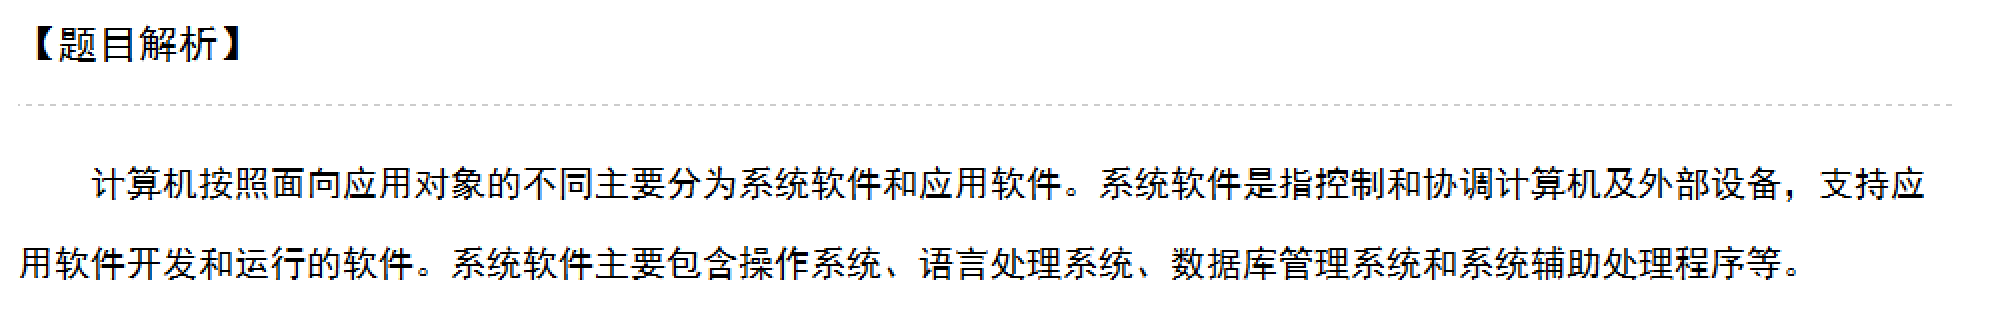 【题目解析】
计算机按照面向应用对象的不同主要分为系统软件和应用软件。系统软件是指控制和协调计算机及外部设备，支持应
用软件开发和运行的软件。系统软件主要包含操作系统、语言处理系统、数据库管理系统和系统辅助处理程序等。